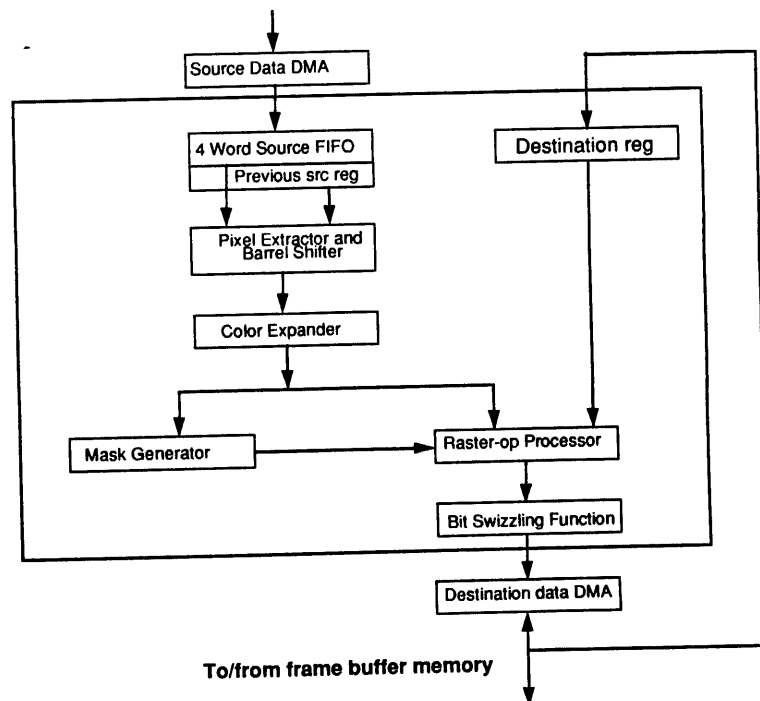 Source Data DMA
4 Word Source FIFO
Destination reg
Previous src reg
Pixel Extractor and
Barrel Shifter
Color Expander
Mask Generator
Raster-op Processor
Bit Swizzling Function
Destination data DMA
To/from frame buffer memory